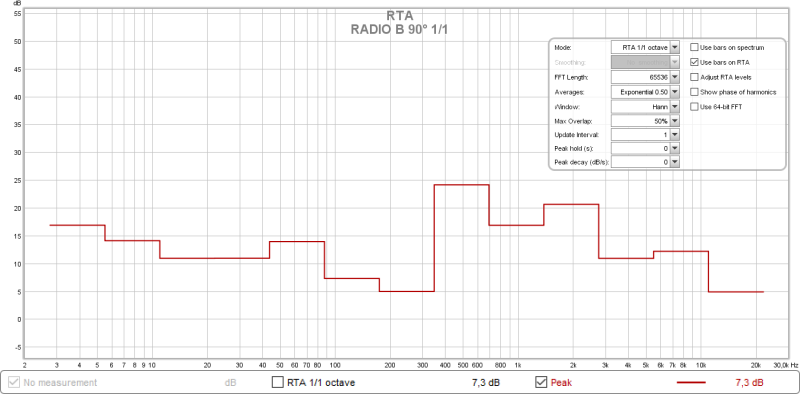 dB
RTA
RADIO B 90° 1/1
55
50
45
40
35
30
25
20
15
10
5
0
-5
Mode: RTA 1/1 octave Use bars on spectrum
Smoothing: No smoothing Use bars on RTA
FFT Length: 65536 Adjust RTA levels
Averages: Exponential 0,50 Show phase of harmonics
Window: Hann Use 64-bit FFT
Max Overlap: 50%
Update Interval: 1
Peak hold (s): 0
Peak decay (dB/s): 0
2 3 4 5 6 7 8 9 10 20 30 40 50 60 80 100 200 300 400 600 800 1k 2k 3k 4k 5k 6k 7k 10k 20k 30,0k Hz
No measurement dB RTA 1/1 octave 7,3 dB Peak 7,3 dB